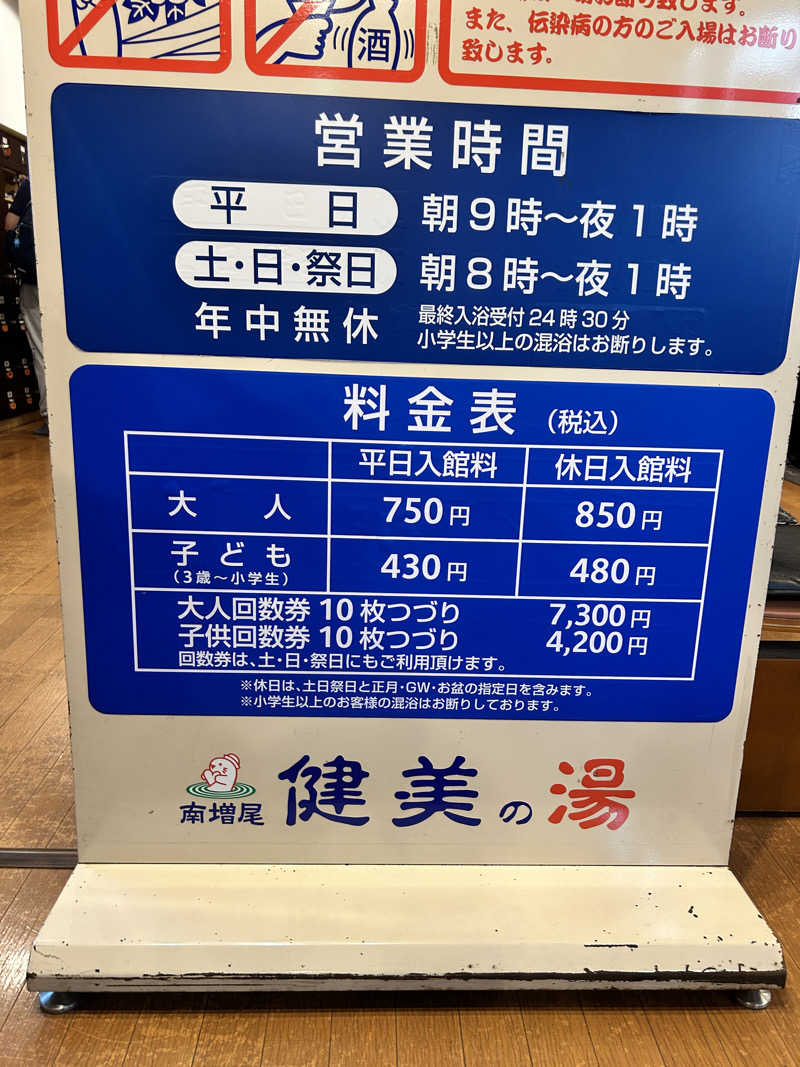 酒
お断り致します。
また、伝染病の方のご入場はお断り
致します。
営業時間
平日 朝9時～夜1時
土・日・祭日 朝8時～夜1時
年中無休 最終入浴受付24時30分
小学生以上の混浴はお断りします。
料金表 (税込)
平日入館料 休日入館料
大人 750円 850円
子ども 430円 480円
(3歳～小学生)
大人回数券 10枚つづり 7,300円
子供回数券 10枚つづり 4,200円
回数券は、土・日・祭日にもご利用頂けます。
※休日は、土日祭日と正月・GW・お盆の指定日を含みます。
※小学生以上のお客様の混浴はお断りしております。
南増尾 健美の湯